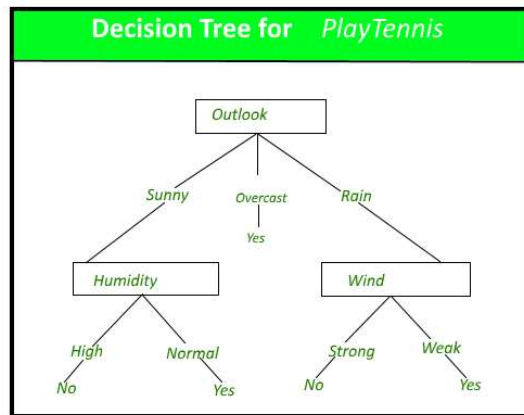 Decision Tree for PlayTennis
Outlook
Sunny Overcast Rain
Yes
Humidity Wind
High Normal Strong Weak
No Yes No Yes